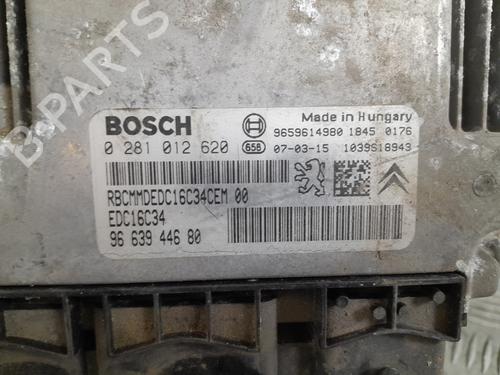 B-PARTS
BOSCH
Made in Hungary
9659614980 1845 0176
0 281 012 620
656 07-03-15 1039S18943
RBCMMDEDC16C34CEM 00
EDC16C34
96 639 446 80